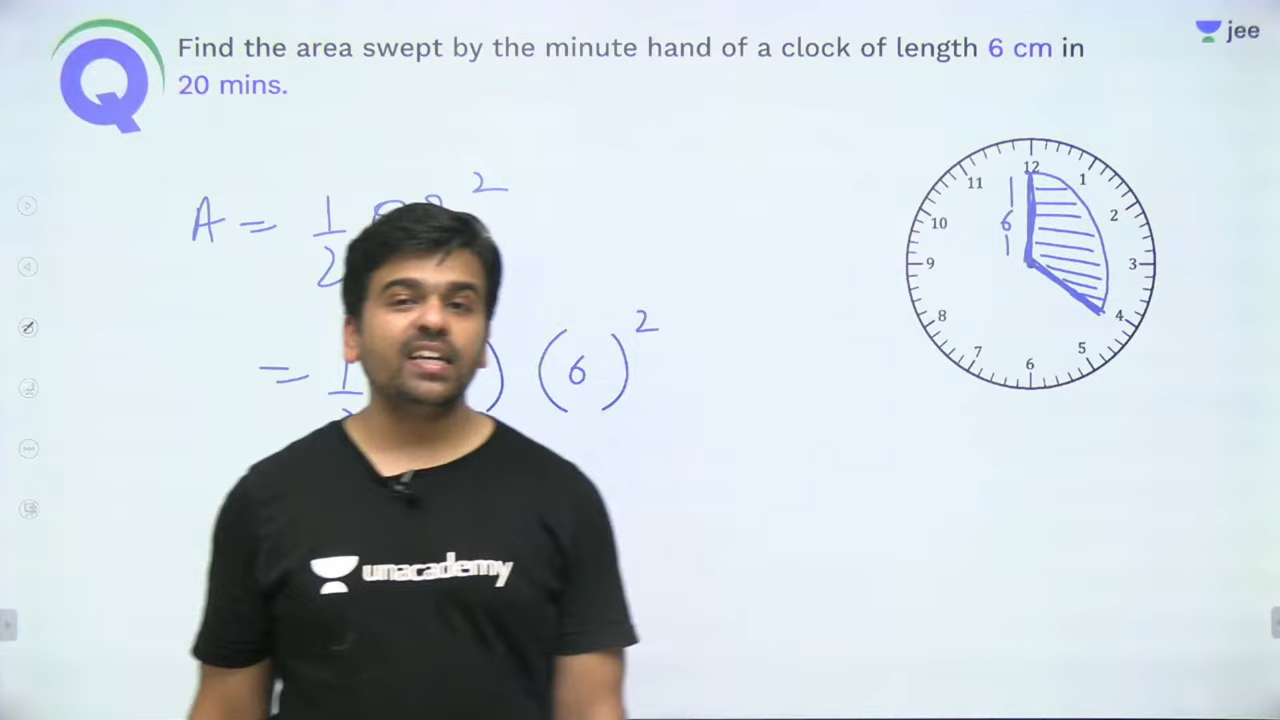 Q
Find the area swept by the minute hand of a clock of length 6 cm in
20 mins.
jee
A = 1/2 2
= 1 ) (6)²
12
11 1
10 2
9 3
8 4
7 5
6
6
unacademy